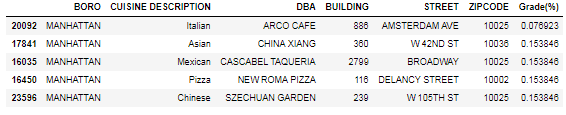 BORO CUISINE DESCRIPTION DBA BUILDING STREET ZIPCODE Grade(%)
20092 MANHATTAN Italian ARCO CAFE 886 AMSTERDAM AVE 10025 0.076923
17841 MANHATTAN Asian CHINA XIANG 360 W 42ND ST 10036 0.153846
16035 MANHATTAN Mexican CASCABEL TAQUERIA 2799 BROADWAY 10025 0.153846
16450 MANHATTAN Pizza NEW ROMA PIZZA 116 DELANCY STREET 10002 0.153846
23596 MANHATTAN Chinese SZECHUAN GARDEN 239 W 105TH ST 10025 0.153846